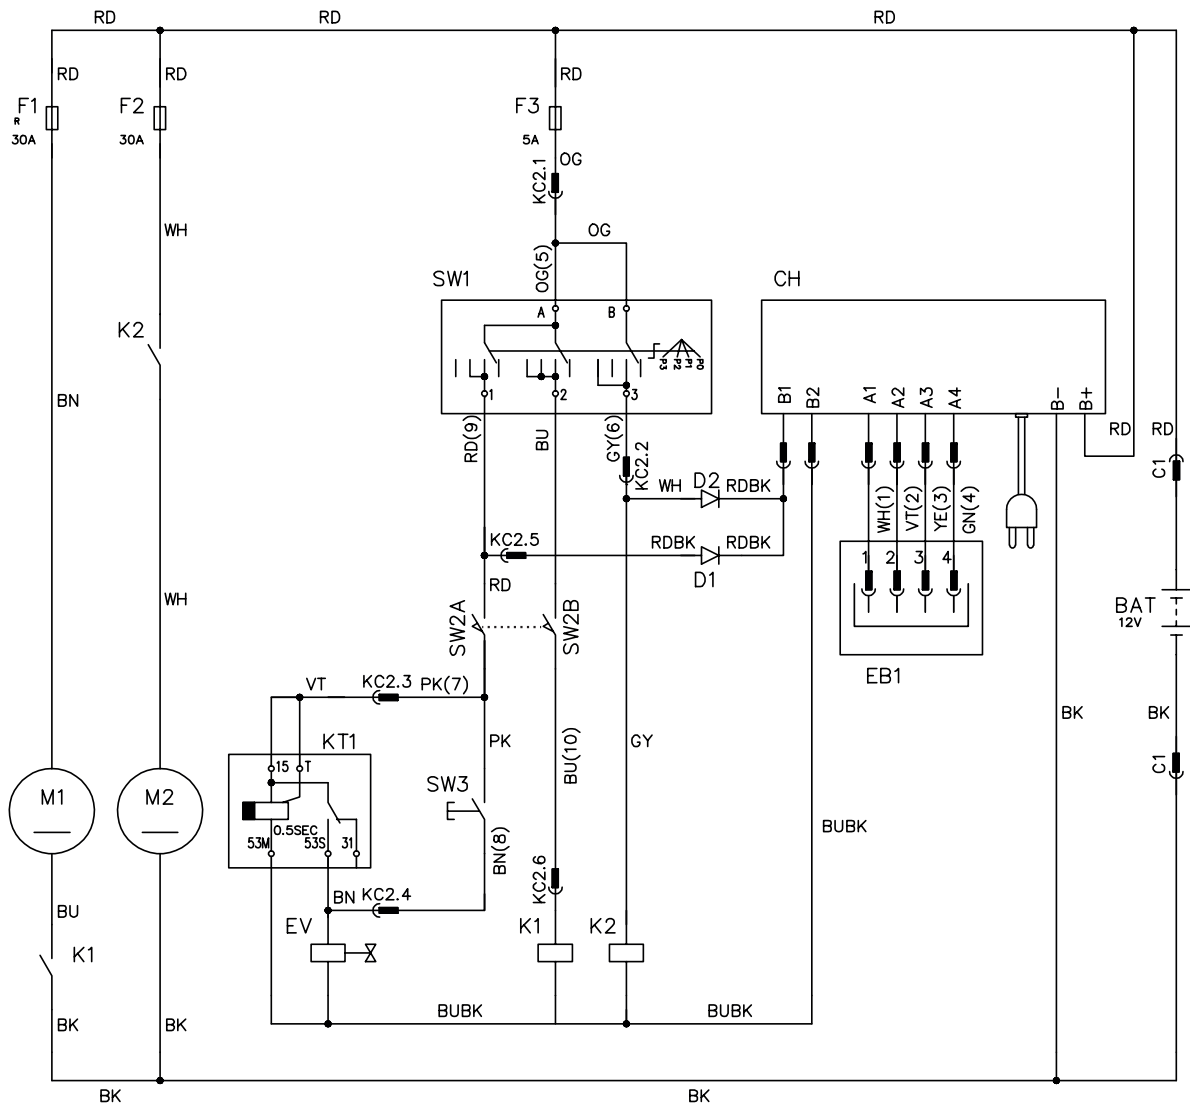 RD RD RD
RD RD RD
F1 F2 F3
R
30A 30A 5A
OG
KC2.1
WH OG
OG(5)
SW1 CH
A B
K2
P3 P2 P1 P0
1 2 3
B1 B2 A1 A2 A3 A4 B- B+
BN
RD(9) BU GY(6) KC2.2 RD RD
C1
WH D2 RDBK
WH(1) VT(2) YE(3) GN(4)
KC2.5 RDBK RDBK
D1
1 2 3 4
RD
WH
SW2A SW2B
BAT
12V
EB1
VT KC2.3 PK(7)
BK BK
KT1 PK BU(10) GY
15 T
C1
M1 M2 SW3
0.5SEC
53M 53S 31
BN(8)
BUBK
KC2.6
BN KC2.4
BU
EV K1 K2
K1
BUBK BUBK
BK BK
BK BK